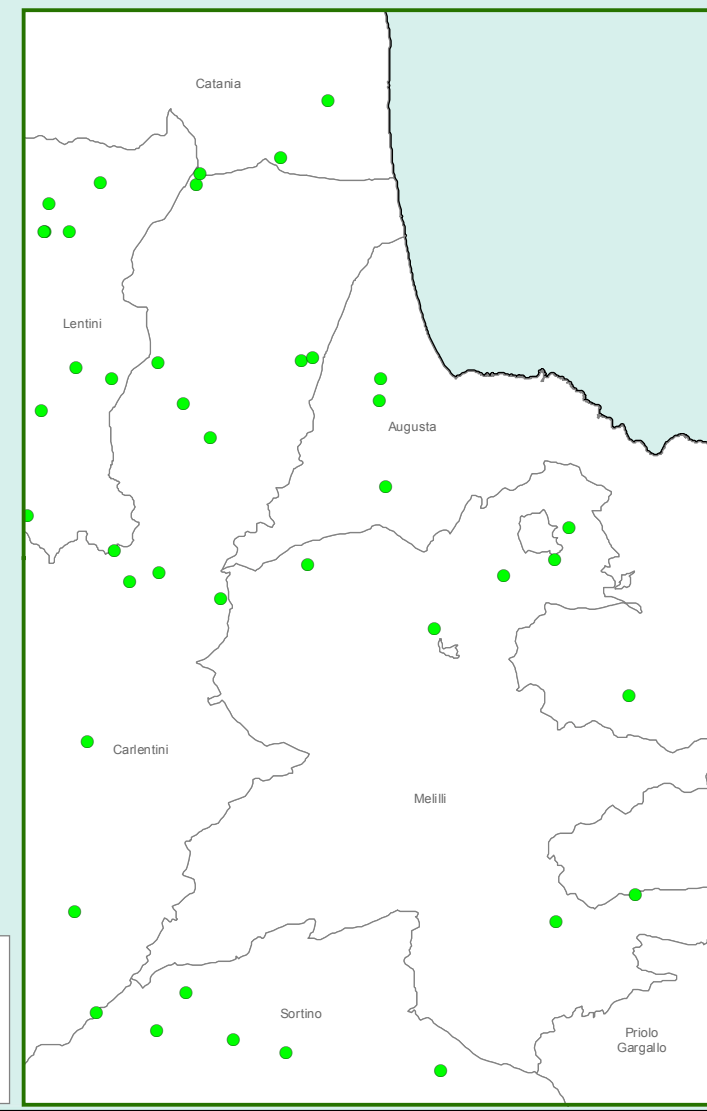 Catania
Lentini
Augusta
Carlentini
Melilli
Sortino
Priolo
Gargallo